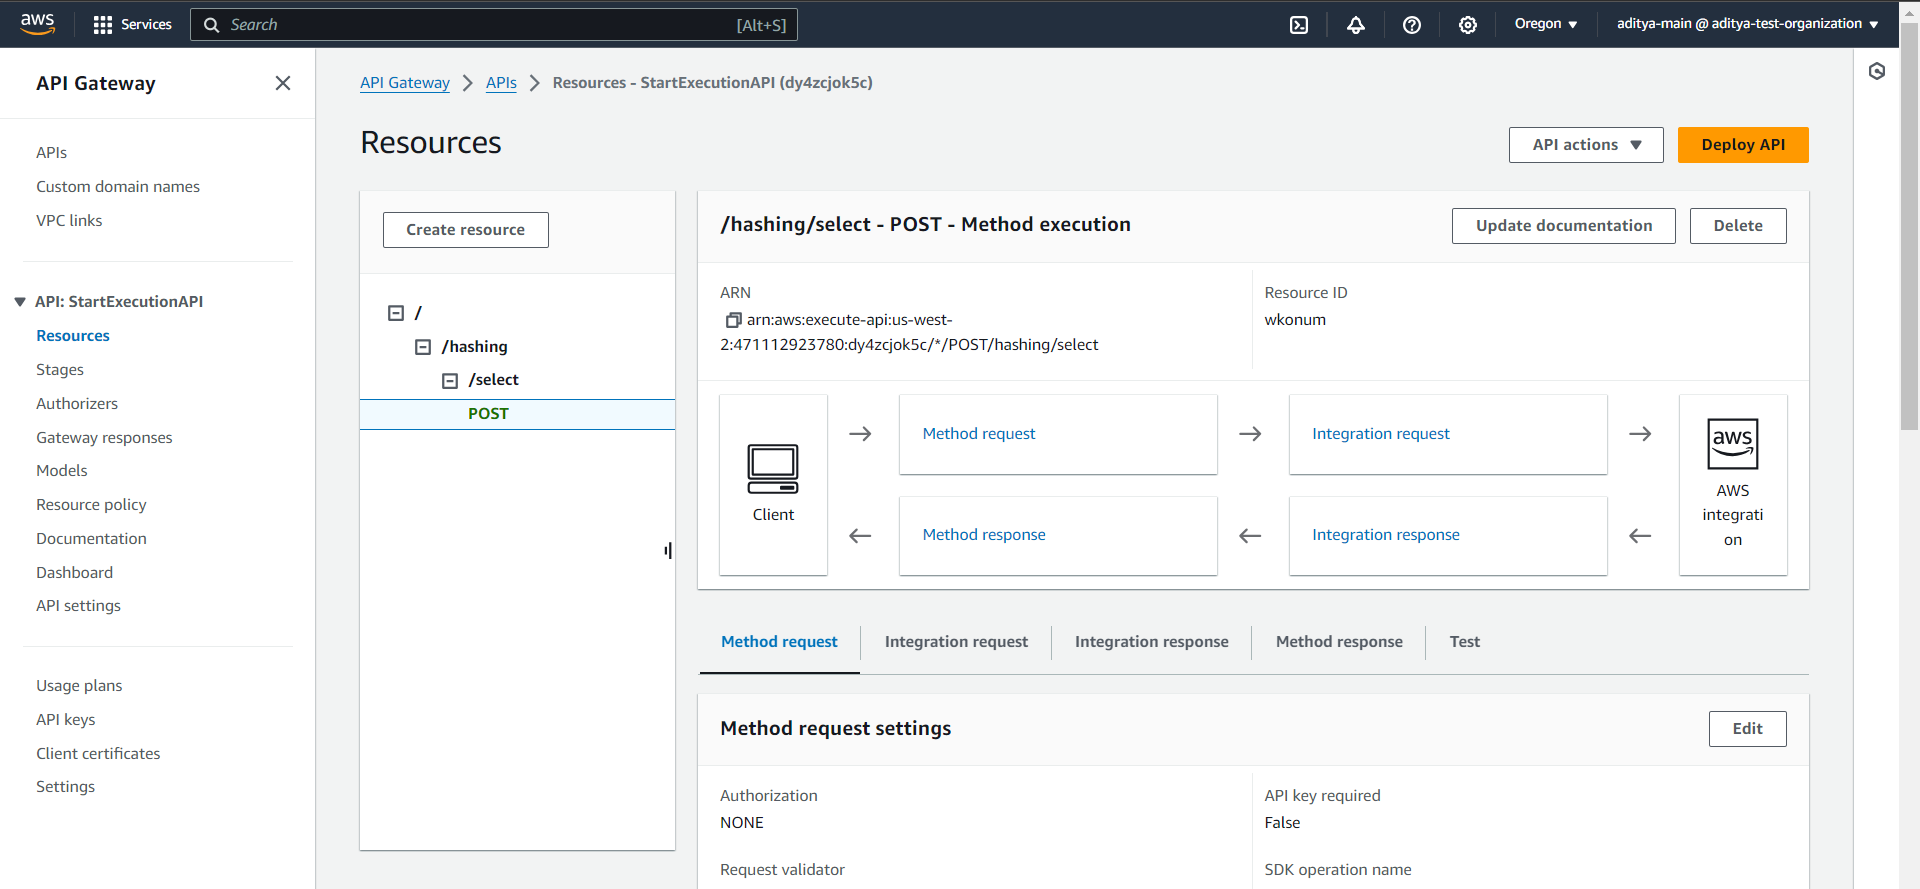 aws
Services
Search
[Alt+S]
Oregon
aditya-main @ aditya-test-organization
API Gateway
APIs
Custom domain names
VPC links
API: StartExecutionAPI
Resources
Stages
Authorizers
Gateway responses
Models
Resource policy
Documentation
Dashboard
API settings
Usage plans
API keys
Client certificates
Settings
API Gateway > APIs > Resources - StartExecutionAPI (dy4zcjok5c)
Resources
API actions
Deploy API
Create resource
/
/hashing
/select
POST
/hashing/select - POST - Method execution
Update documentation
Delete
ARN
arn:aws:execute-api:us-west-
2:471112923780:dy4zcjok5c/*/POST/hashing/select
Resource ID
wkonum
Client
Method request
Integration request
Method response
Integration response
aws
AWS
integrati
on
Method request
Integration request
Integration response
Method response
Test
Method request settings
Edit
Authorization
NONE
API key required
False
Request validator
SDK operation name